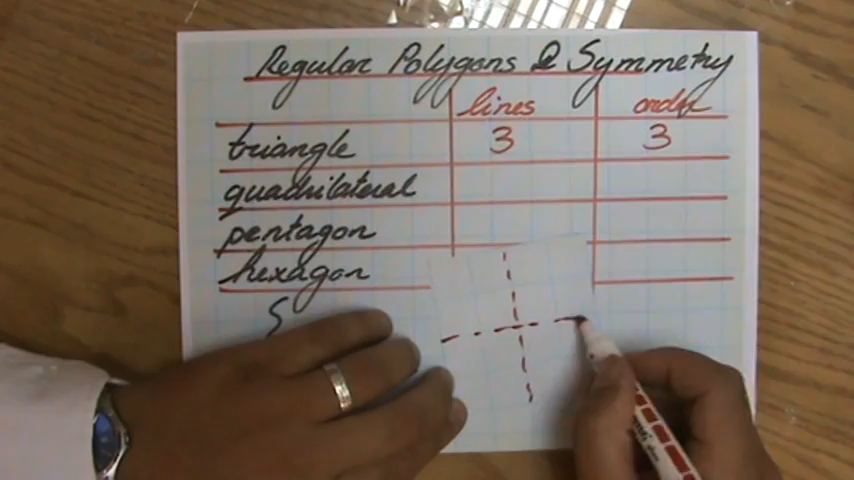 Regular Polygons & Symmetry
lines order
triangle 3 3
quadrilateral
pentagon
hexagon
S